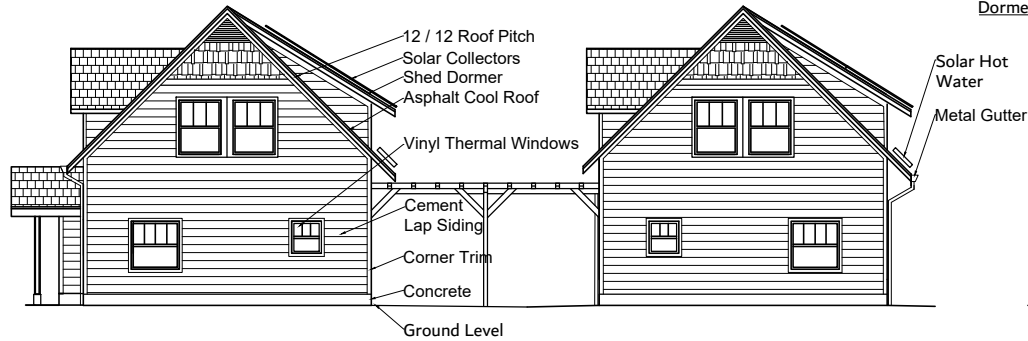 Dorme
12 / 12 Roof Pitch
Solar Collectors
Shed Dormer
Asphalt Cool Roof
Vinyl Thermal Windows
Cement
Lap Siding
Corner Trim
Concrete
Ground Level
Solar Hot
Water
Metal Gutter